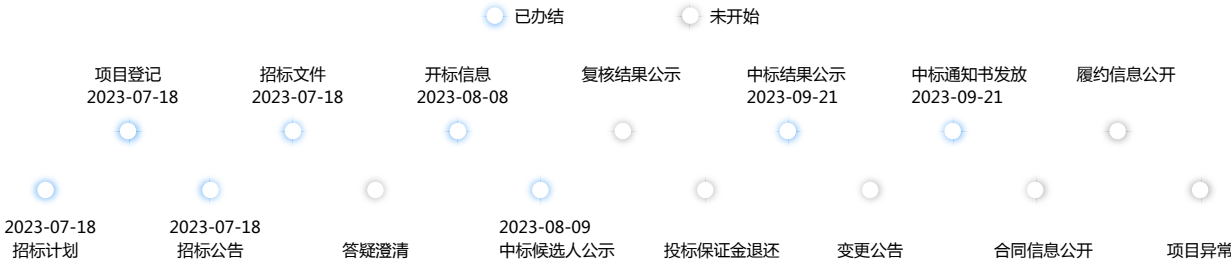 已办结
未开始
项目登记
2023-07-18
招标文件
2023-07-18
开标信息
2023-08-08
复核结果公示
中标结果公示
2023-09-21
中标通知书发放
2023-09-21
履约信息公开
2023-07-18
招标计划
2023-07-18
招标公告
答疑澄清
2023-08-09
中标候选人公示
投标保证金退还
变更公告
合同信息公开
项目异常